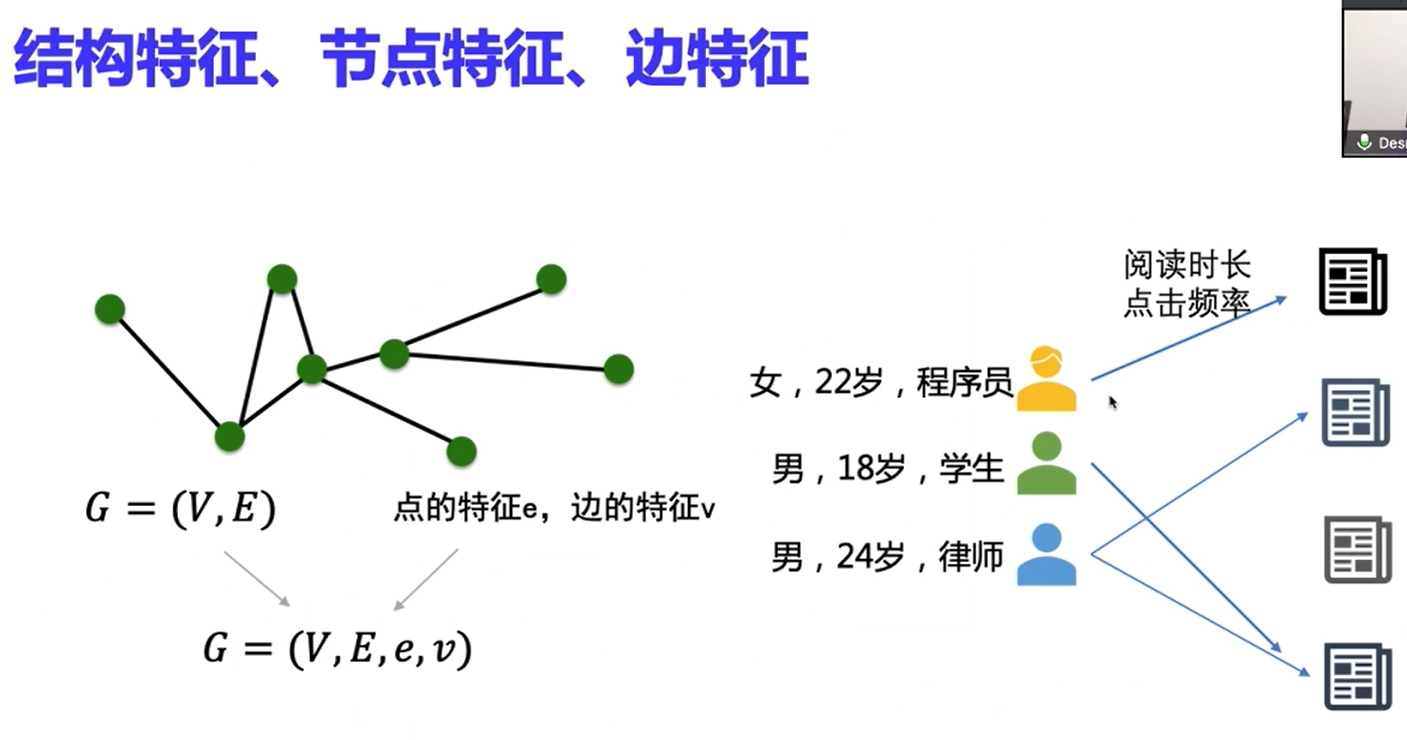 结构特征、节点特征、边特征
阅读时长
点击频率
女，22岁，程序员
男，18岁，学生
男，24岁，律师
G = (V, E)
点的特征e，边的特征v
G = (V, E, e, v)